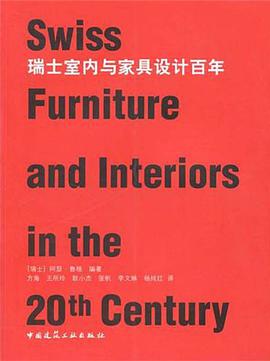 Swiss
瑞士室内与家具设计百年
Furniture
and Interiors
in the
[瑞士] 阿瑟·鲁格 编著
方海 王所玲 耿小杰 张帆 李文琳 杨纯红 译
20th Century
中国建筑工业出版社